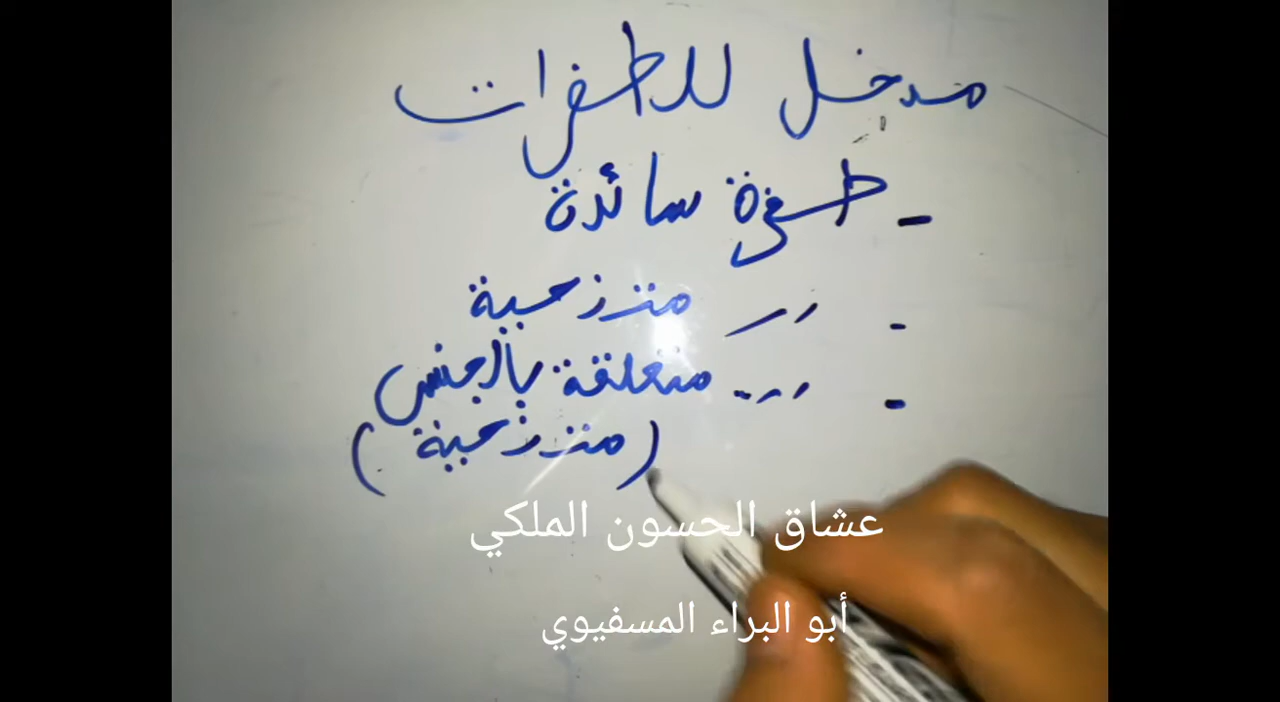 مدخل للطفرات
- طفرة سائدة
- 〃 متنحية
- 〃 متعلقة بالجنس
(متنحية)
عشاق الحسون الملكي
أبو البراء المسفيوي